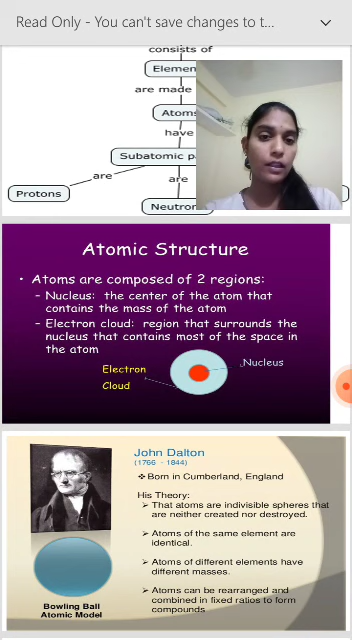 Read Only - You can't save changes to t...
consists of
Elemen
are made
Atoms
have
Subatomic pa
are
are
Protons
Neutron
Atomic Structure
• Atoms are composed of 2 regions:
– Nucleus: the center of the atom that
contains the mass of the atom
– Electron cloud: region that surrounds the
nucleus that contains most of the space in
the atom
Nucleus
Electron
Cloud
John Dalton
(1766 - 1844)
❖ Born in Cumberland, England
His Theory:
➢ That atoms are indivisible spheres that
are neither created nor destroyed.
➢ Atoms of the same element are
identical.
➢ Atoms of different elements have
different masses.
➢ Atoms can be rearranged and
combined in fixed ratios to form
compounds
Bowling Ball
Atomic Model